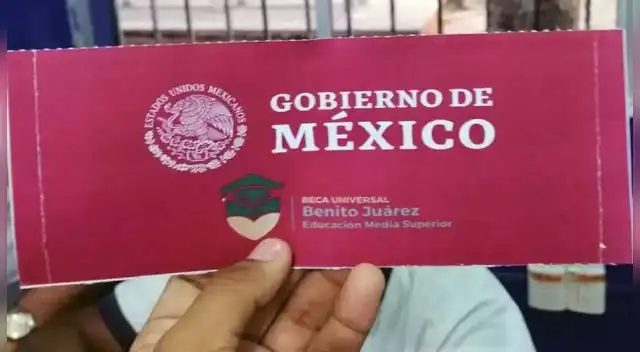 ESTADOS UNIDOS MEXICANOS
GOBIERNO DE
MÉXICO
BECA UNIVERSAL
Benito Juárez
Educación Media Superior